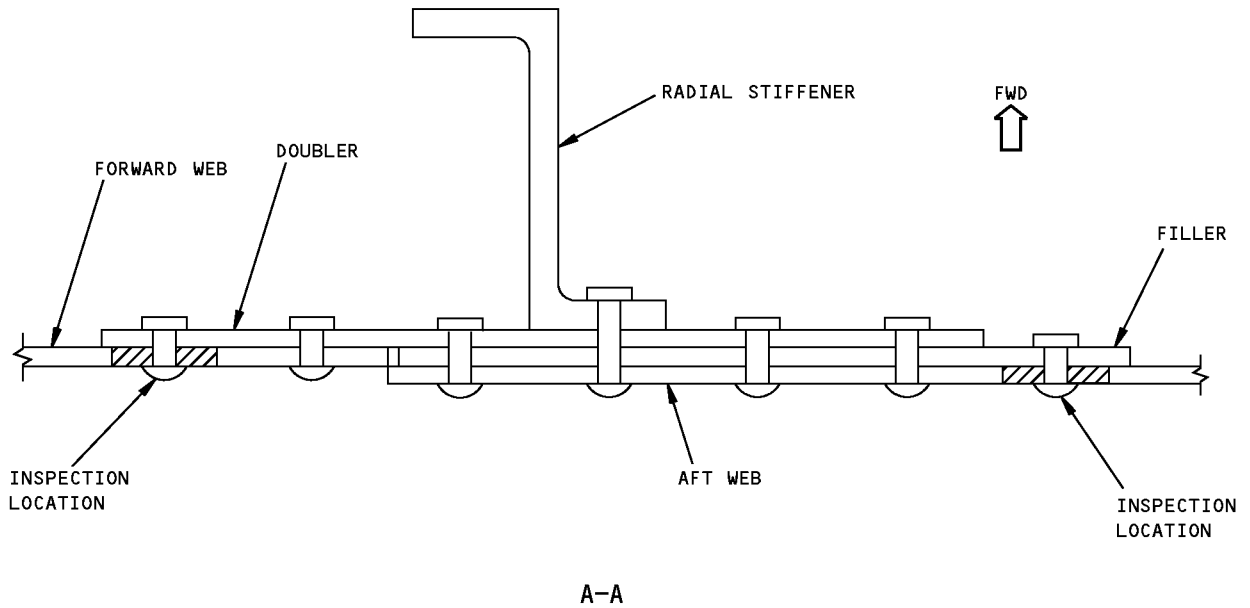 RADIAL STIFFENER
FWD
DOUBLER
FORWARD WEB
FILLER
INSPECTION
LOCATION
AFT WEB
INSPECTION
LOCATION
A-A